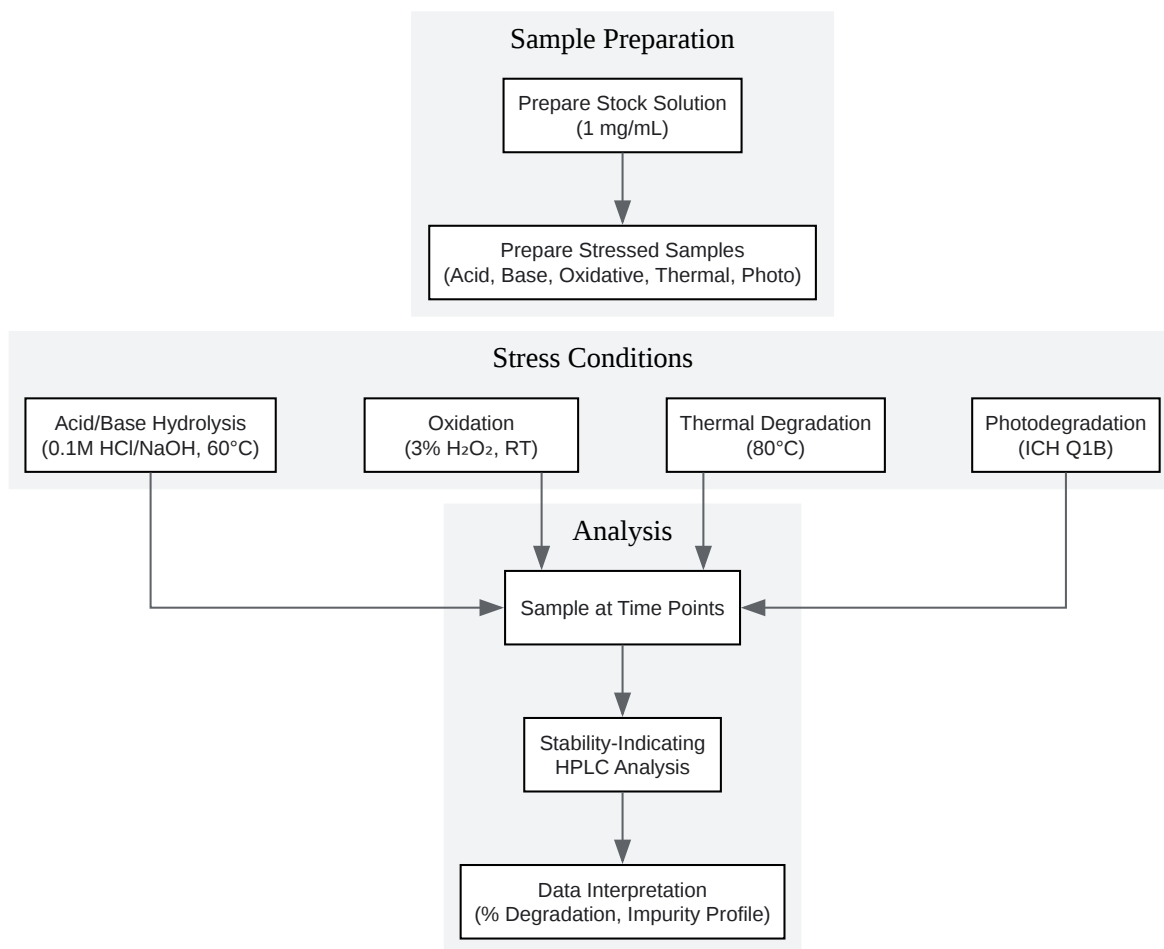 Sample Preparation
Prepare Stock Solution
(1 mg/mL)
Prepare Stressed Samples
(Acid, Base, Oxidative, Thermal, Photo)
Stress Conditions
Acid/Base Hydrolysis
(0.1M HCl/NaOH, 60°C)
Oxidation
(3% H₂O₂, RT)
Thermal Degradation
(80°C)
Photodegradation
(ICH Q1B)
Analysis
Sample at Time Points
Stability-Indicating
HPLC Analysis
Data Interpretation
(% Degradation, Impurity Profile)